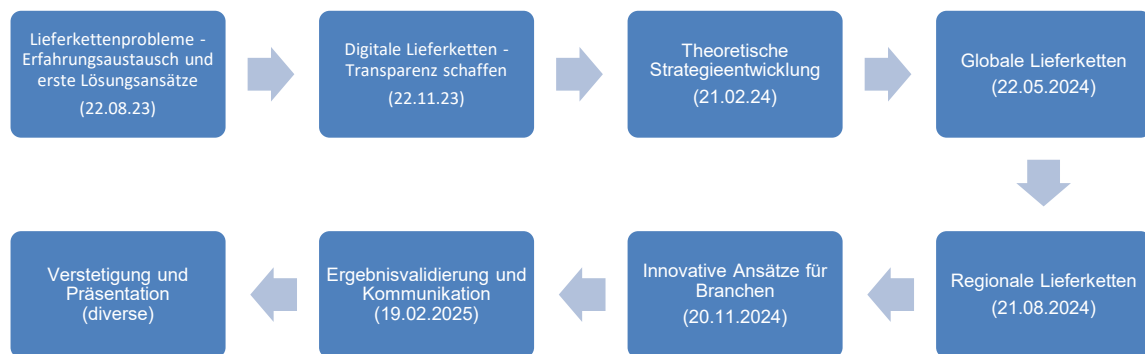 Lieferkettenprobleme -
Erfahrungsaustausch und
erste Lösungsansätze
(22.08.23)
Digitale Lieferketten -
Transparenz schaffen
(22.11.23)
Theoretische
Strategieentwicklung
(21.02.24)
Globale Lieferketten
(22.05.2024)
Regionale Lieferketten
(21.08.2024)
Innovative Ansätze für
Branchen
(20.11.2024)
Ergebnisvalidierung und
Kommunikation
(19.02.2025)
Verstetigung und
Präsentation
(diverse)